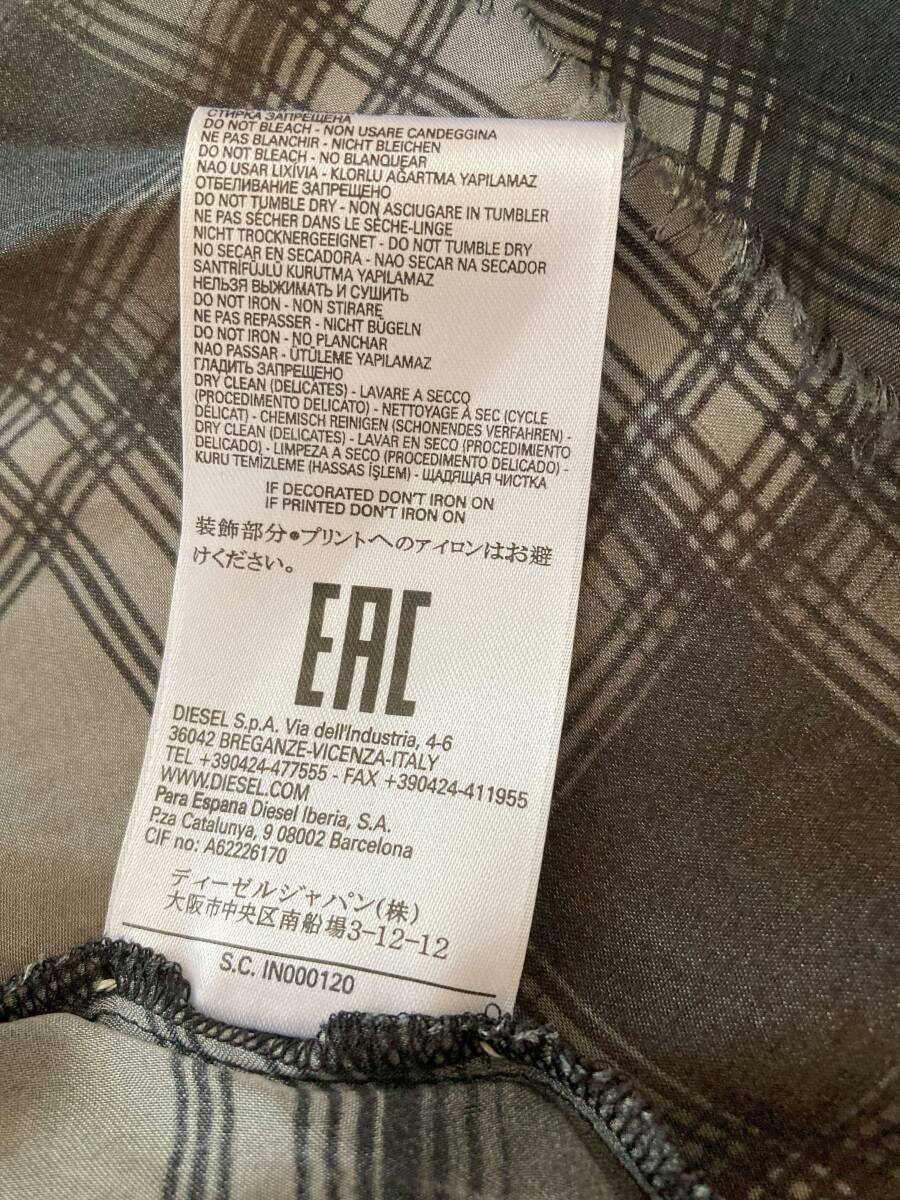 СТИРКА ЗАПРЕЩЕНА
DO NOT BLEACH - NON USARE CANDEGGINA
NE PAS BLANCHIR - NICHT BLEICHEN
DO NOT BLEACH - NO BLANQUEAR
NAO USAR LIXÍVIA - KLORLU AĞARTMA YAPILAMAZ
ОТБЕЛИВАНИЕ ЗАПРЕЩЕНО
DO NOT TUMBLE DRY - NON ASCIUGARE IN TUMBLER
NE PAS SÉCHER DANS LE SÈCHE-LINGE
NICHT TROCKNERGEEIGNET - DO NOT TUMBLE DRY
NO SECAR EN SECADORA - NAO SECAR NA SECADOR
SANTRİFÜJLÜ KURUTMA YAPILAMAZ
НЕЛЬЗЯ ВЫЖИМАТЬ И СУШИТЬ
DO NOT IRON - NON STIRARE
NE PAS REPASSER - NICHT BÜGELN
DO NOT IRON - NO PLANCHAR
NAO PASSAR - ÜTÜLEME YAPILAMAZ
ГЛАДИТЬ ЗАПРЕЩЕНО
DRY CLEAN (DELICATES) - LAVARE A SECCO
(PROCEDIMENTO DELICATO) - NETTOYAGE À SEC (CYCLE
DÉLICAT) - CHEMISCH REINIGEN (SCHONENDES VERFAHREN) -
DRY CLEAN (DELICATES) - LAVAR EN SECO (PROCEDIMIENTO
DELICADO) - LIMPEZA A SECO (PROCEDIMENTO DELICADO) -
KURU TEMİZLEME (HASSAS İŞLEM) - ЩАДЯЩАЯ ЧИСТКА
IF DECORATED DON'T IRON ON
IF PRINTED DON'T IRON ON
装飾部分●プリントへのアイロンはお避
けください。
EAC
DIESEL S.p.A. Via dell'Industria, 4-6
36042 BREGANZE-VICENZA-ITALY
TEL +390424-477555 - FAX +390424-411955
WWW.DIESEL.COM
Para Espana Diesel Iberia, S.A.
P.za Catalunya, 9 08002 Barcelona
CIF no: A62226170
ディーゼルジャパン(株)
大阪市中央区南船場3-12-12
S.C. IN000120